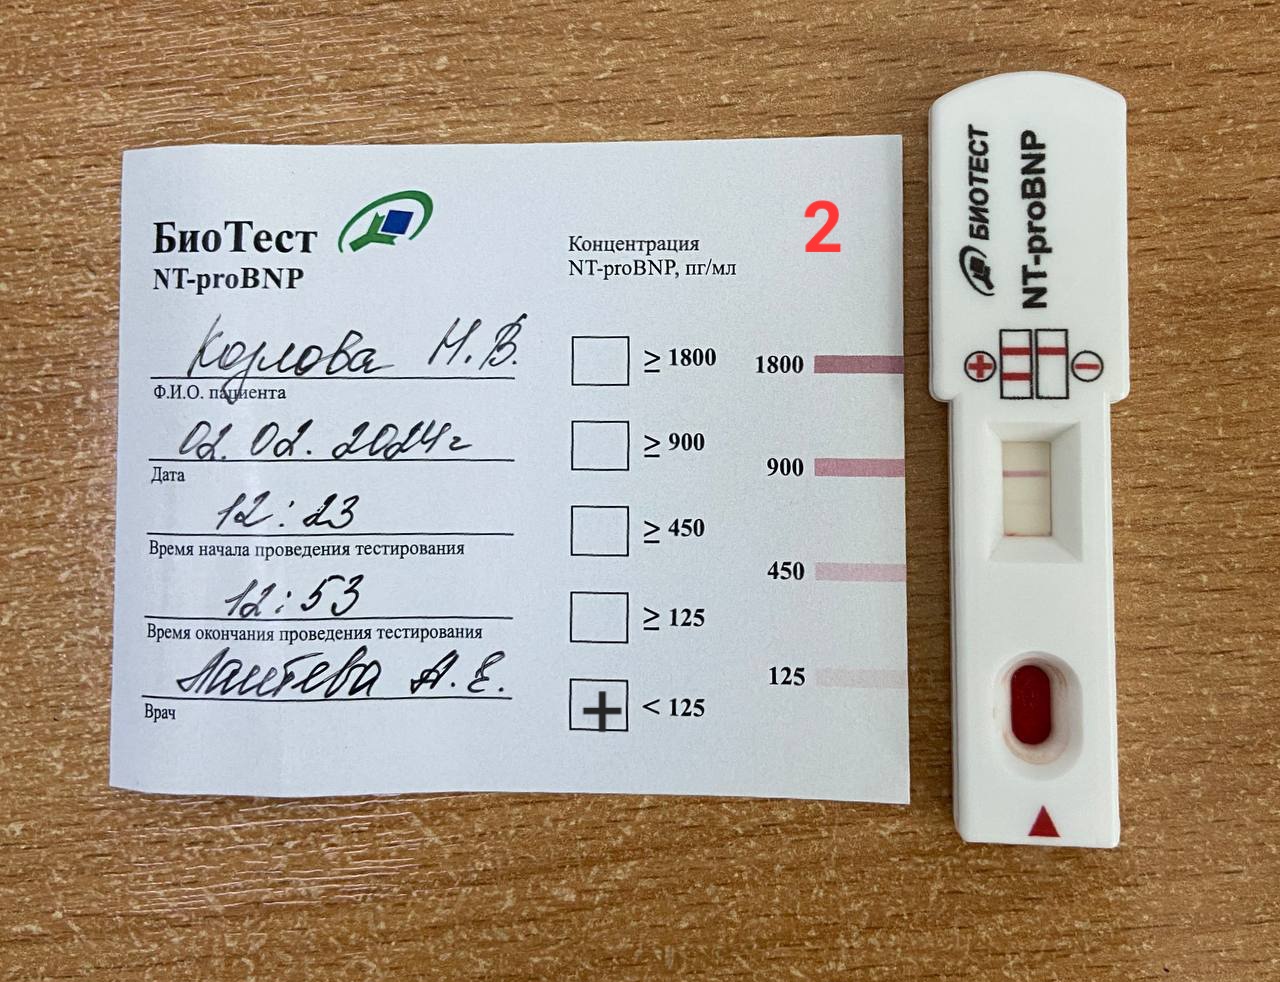 БиоТест
NT-proBNP
Козлова Н. В.
Ф.И.О. пациента
02. 02. 2024г
Дата
12:23
Время начала проведения тестирования
12:53
Время окончания проведения тестирования
Лаптева А. Е.
Врач
Концентрация
NT-proBNP, пг/мл
2
≥ 1800
≥ 900
≥ 450
≥ 125
+ < 125
1800
900
450
125
БИОТЕСТ
NT-proBNP
+ −